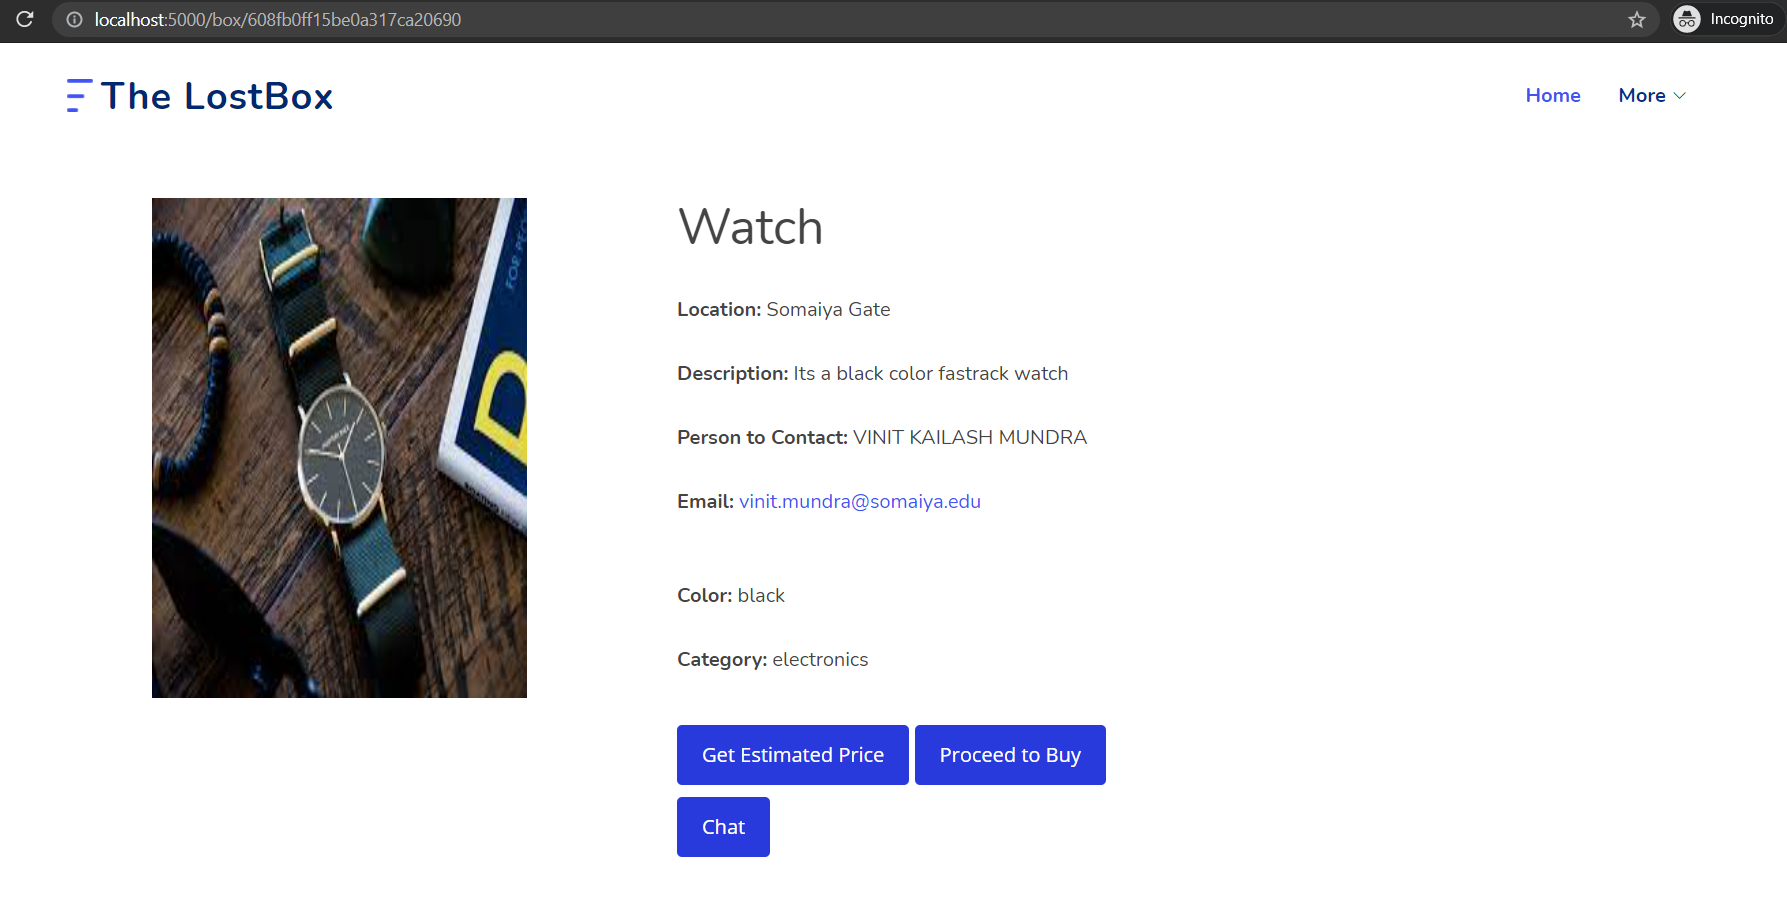 localhost:5000/box/608fb0ff15be0a317ca20690
Incognito
The LostBox
Home
More
FOR PEO
D
Watch
Location: Somaiya Gate
Description: Its a black color fastrack watch
Person to Contact: VINIT KAILASH MUNDRA
Email: vinit.mundra@somaiya.edu
Color: black
Category: electronics
Get Estimated Price
Proceed to Buy
Chat